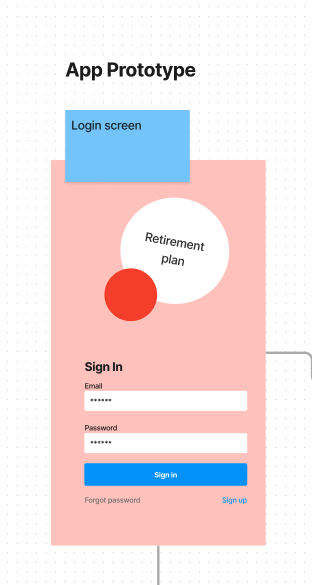 App Prototype
Login screen
Retirement
plan
Sign In
Email
******
Password
******
Sign in
Forgot password
Sign up